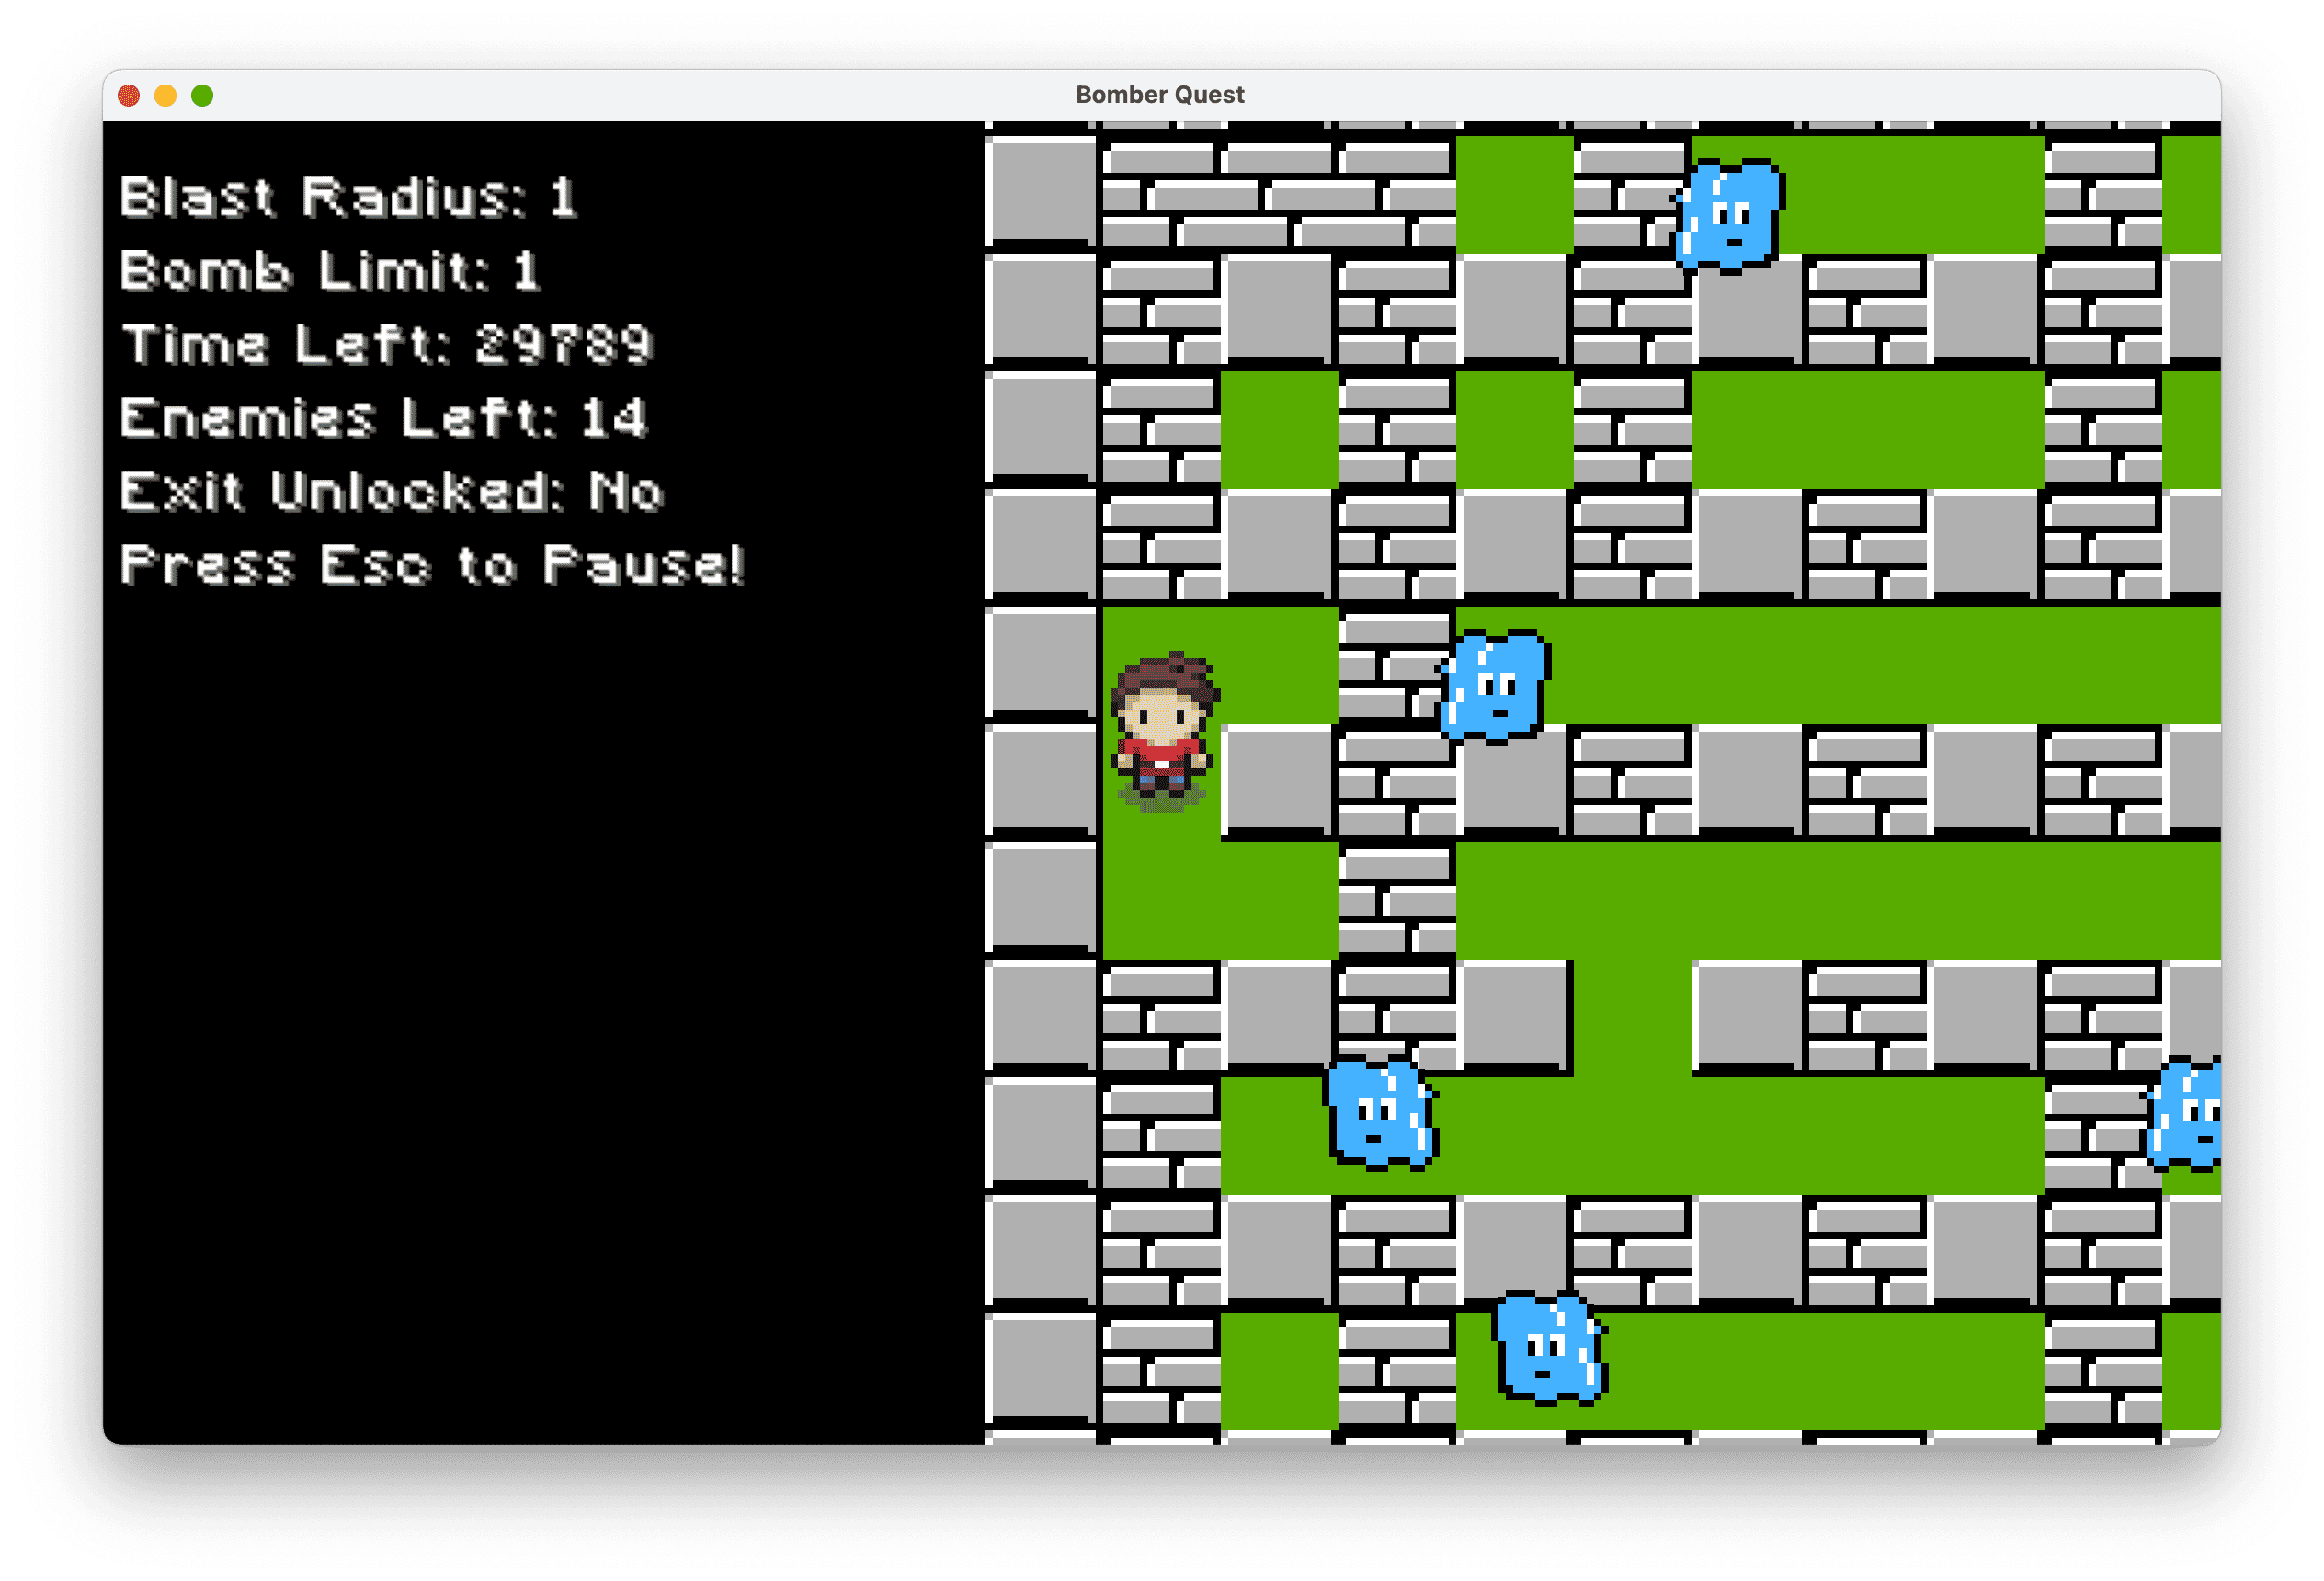 Bomber Quest
Blast Radius: 1
Bomb Limit: 1
Time Left: 29789
Enemies Left: 14
Exit Unlocked: No
Press Esc to Pause!